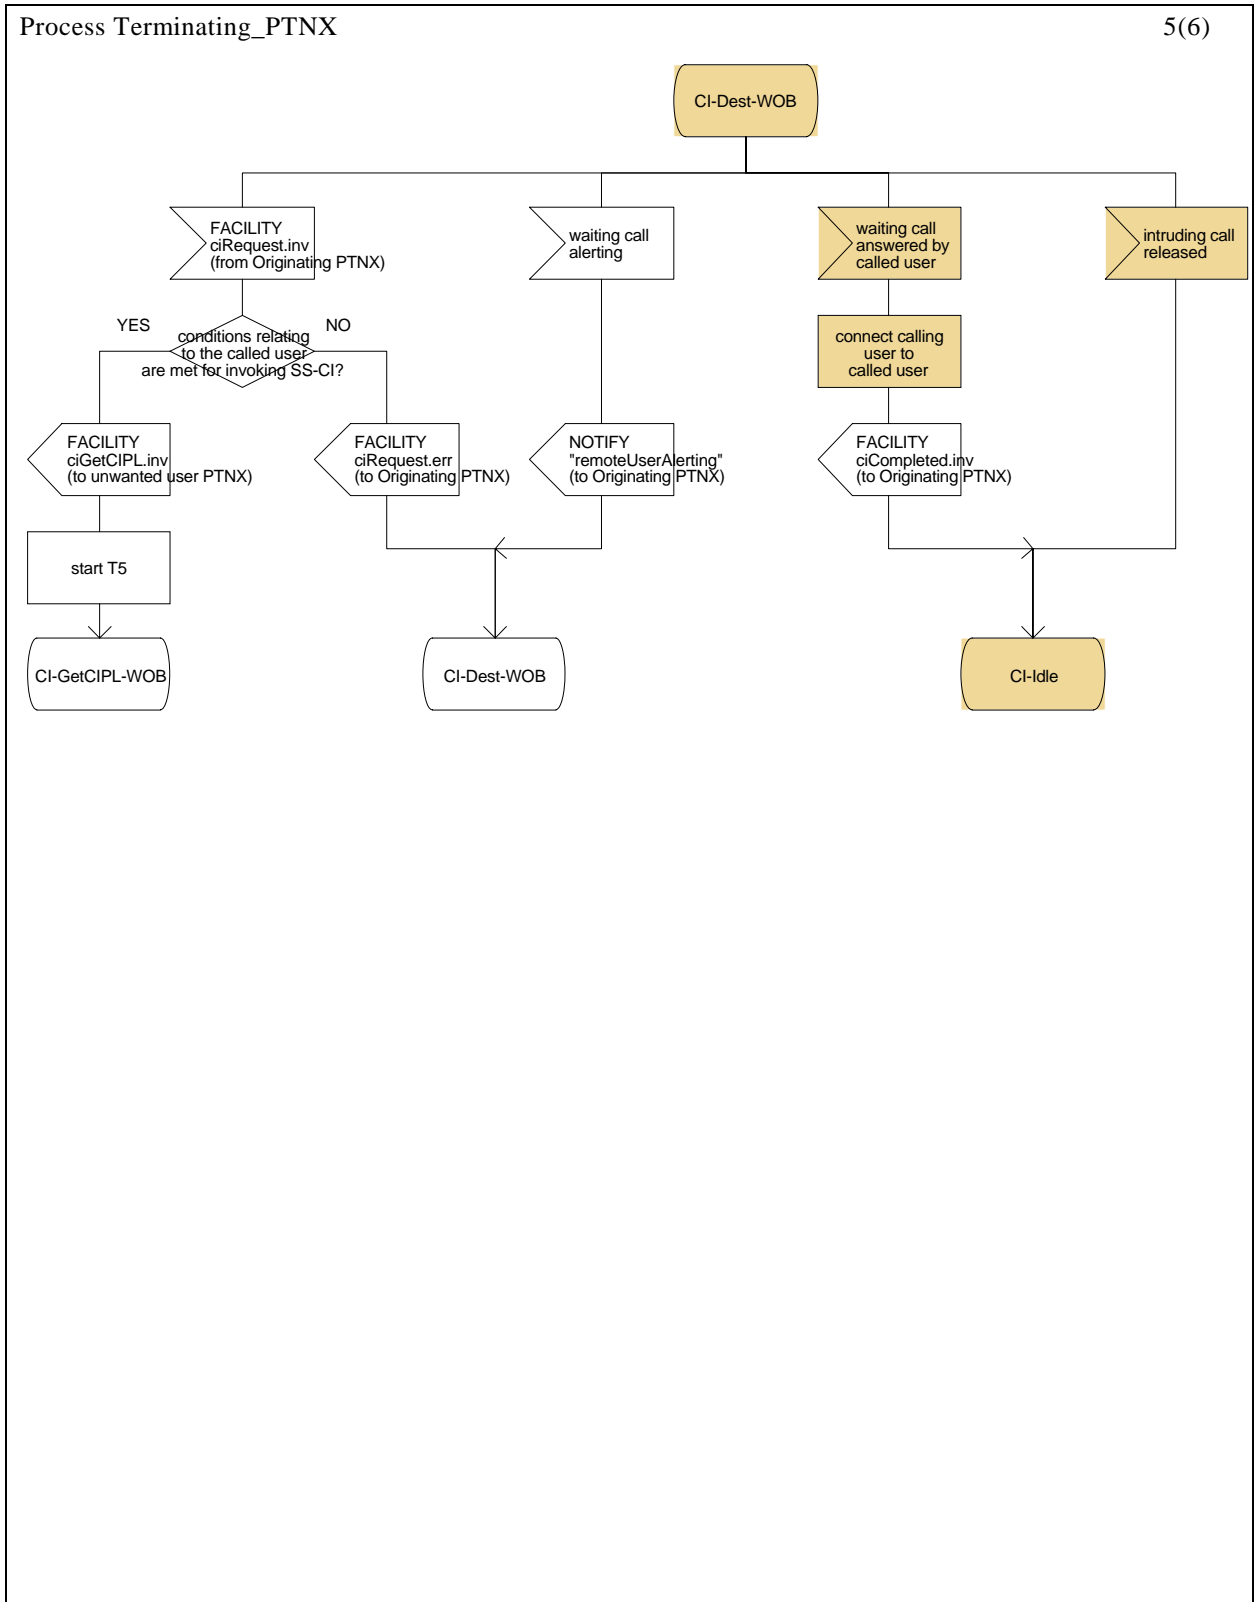 Process Terminating_PTNX 5(6)
CI-Dest-WOB
FACILITY
ciRequest.inv
(from Originating PTNX)
waiting call
alerting
waiting call
answered by
called user
intruding call
released
YES
NO
conditions relating
to the called user
are met for invoking SS-CI?
connect calling
user to
called user
FACILITY
ciGetCIPL.inv
(to unwanted user PTNX)
FACILITY
ciRequest.err
(to Originating PTNX)
NOTIFY
"remoteUserAlerting"
(to Originating PTNX)
FACILITY
ciCompleted.inv
(to Originating PTNX)
start T5
CI-GetCIPL-WOB
CI-Dest-WOB
CI-Idle